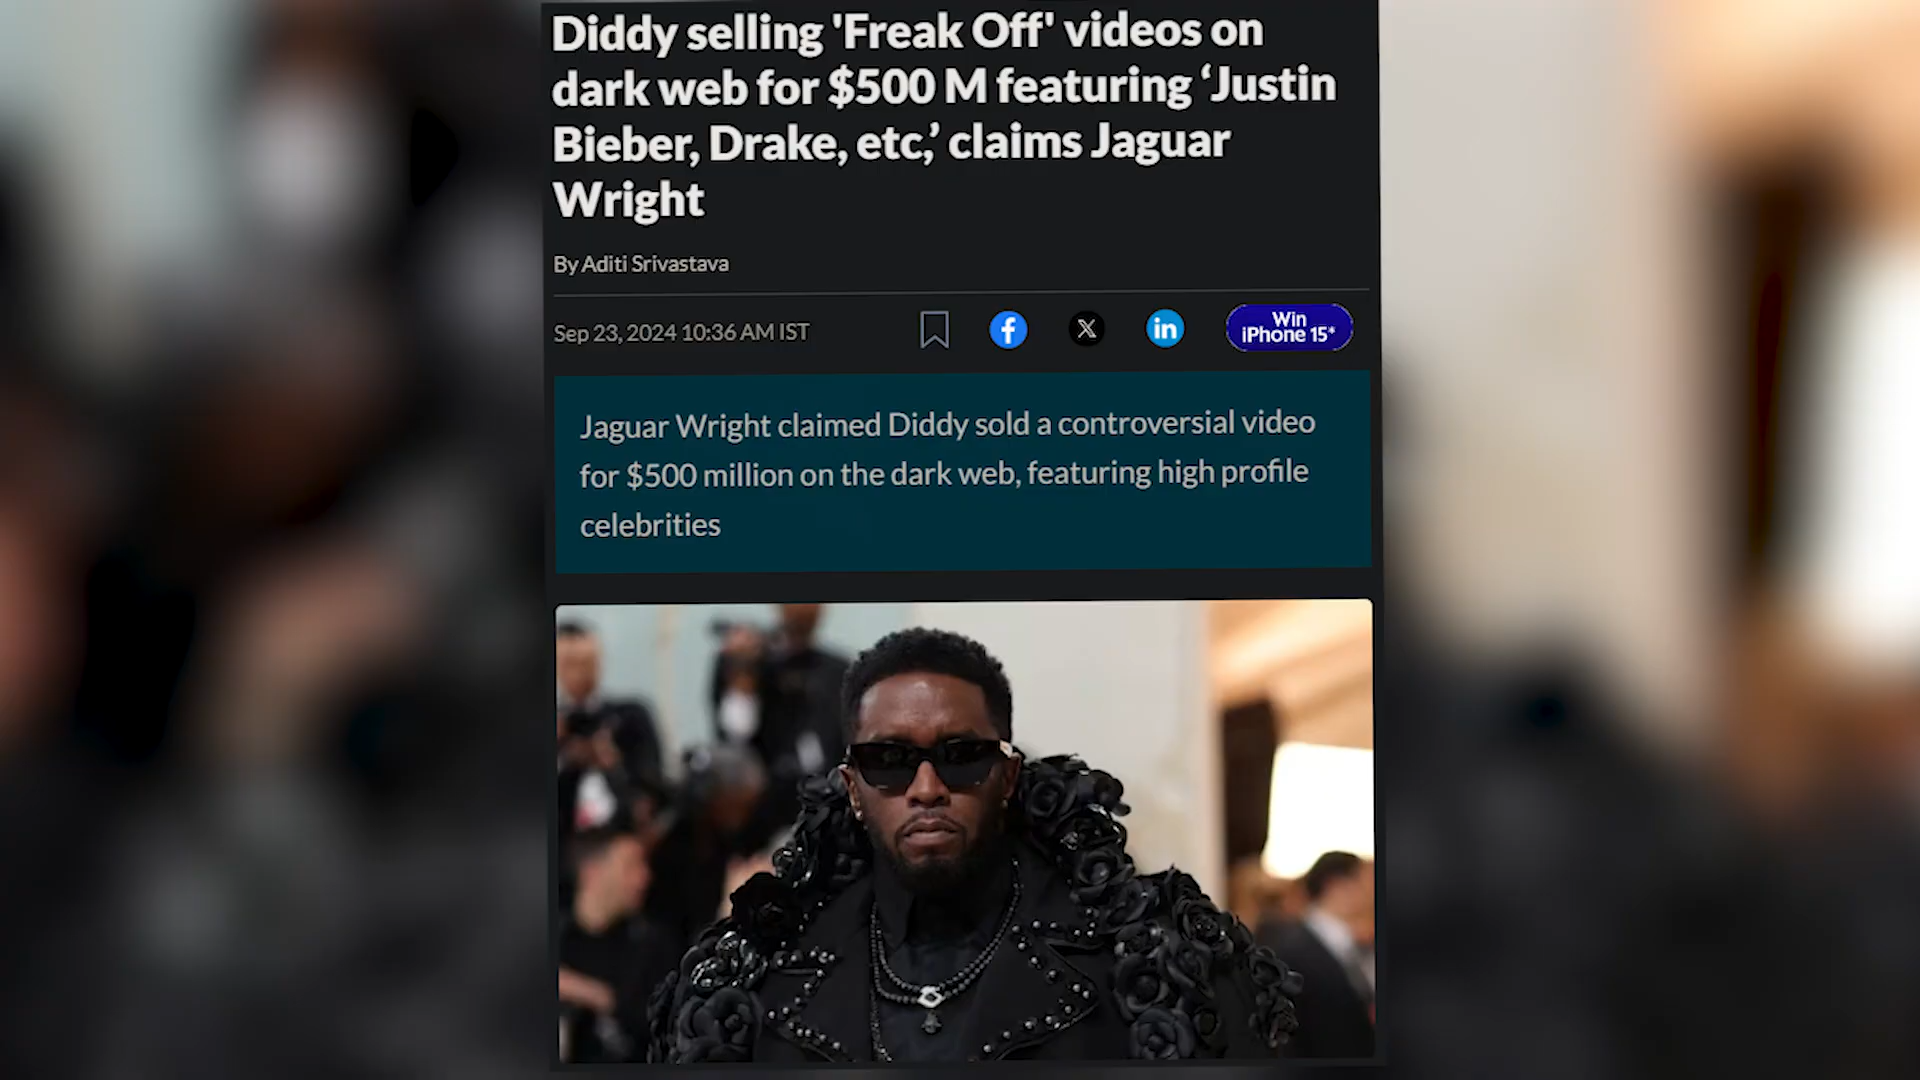 Diddy selling 'Freak Off' videos on
dark web for $500 M featuring ‘Justin
Bieber, Drake, etc,’ claims Jaguar
Wright
By Aditi Srivastava
Sep 23, 2024 10:36 AM IST
Win
iPhone 15*
Jaguar Wright claimed Diddy sold a controversial video
for $500 million on the dark web, featuring high profile
celebrities